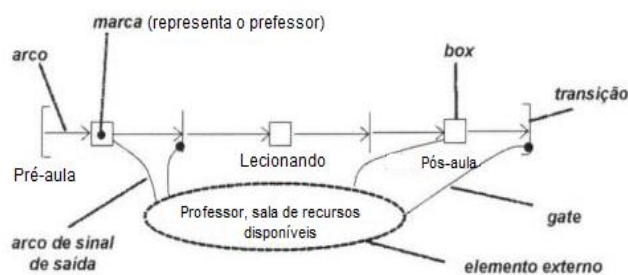 marca (representa o prefessor)
arco
box
transição
Pré-aula
Lecionando
Pós-aula
Professor, sala de recursos
disponíveis
arco de sinal
de saída
gate
elemento externo